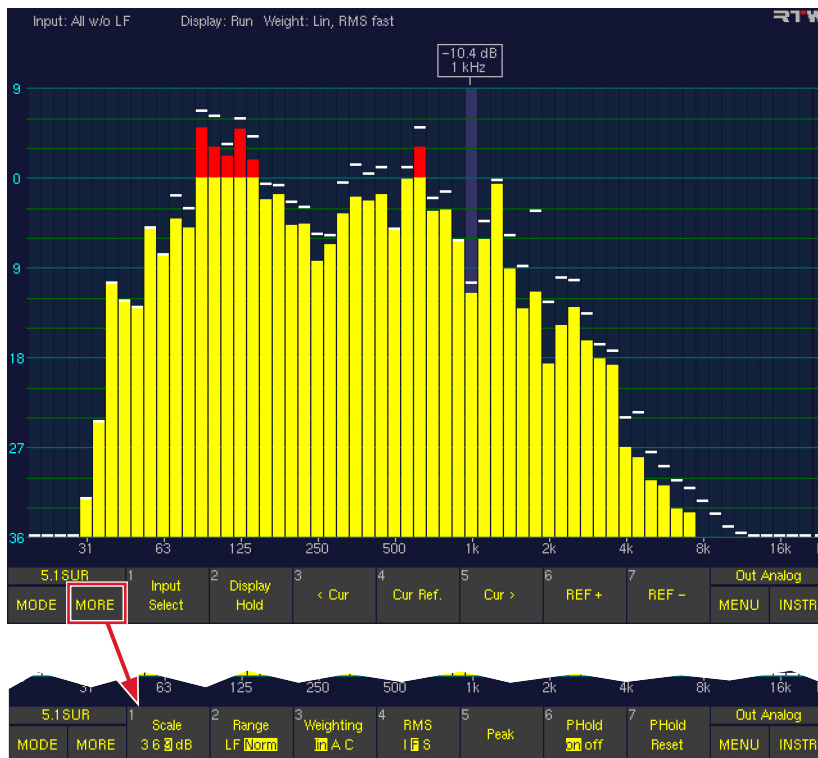 Input: All w/o LF Display: Run Weight: Lin, RMS fast RTW
−10.4 dB
1 kHz
9
0
9
18
27
36
31 63 125 250 500 1k 2k 4k 8k 16k
5.1SUR 1 Input Select 2 Display Hold 3 < Cur 4 Cur Ref. 5 Cur > 6 REF + 7 REF − Out Analog
MODE MORE MENU INSTR
31 63 125 250 500 1k 2k 4k 8k 16k
5.1SUR 1 Scale 2 Range 3 Weighting 4 RMS 5 Peak 6 PHold 7 PHold Out Analog
MODE MORE 3 6 9 dB LF Norm lin A C I F S on off Reset MENU INSTR